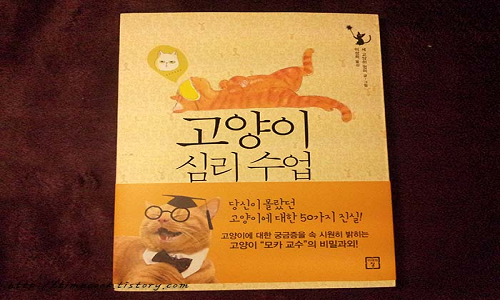 고양이
심리 수업
당신이 몰랐던
고양이에 대한 50가지 진실!
고양이에 대한 궁금증을 속 시원히 밝히는
고양이 “모카 교수”의 비밀과외!